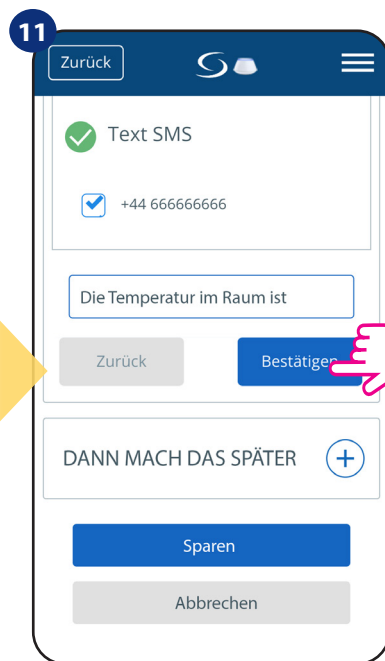 11
Zurück
Text SMS
+44 666666666
Die Temperatur im Raum ist
Zurück
Bestätigen
DANN MACH DAS SPÄTER
Sparen
Abbrechen